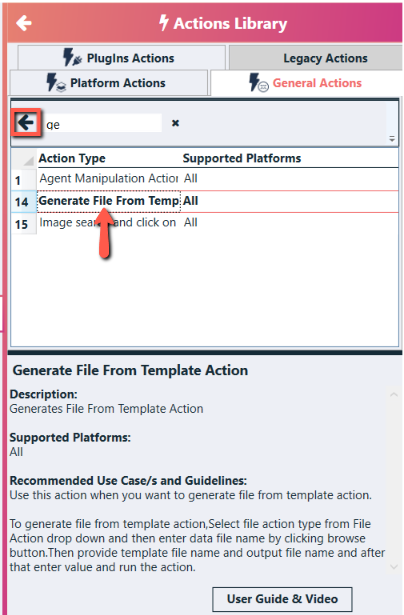 Actions Library
PlugIns Actions
Legacy Actions
Platform Actions
General Actions
ge
Action Type Supported Platforms
1 Agent Manipulation Action All
14 Generate File From Temp All
15 Image search and click on All
Generate File From Template Action
Description:
Generates File From Template Action
Supported Platforms:
All
Recommended Use Case/s and Guidelines:
Use this action when you want to generate file from template action.
To generate file from template action,Select file action type from File
Action drop down and then enter data file name by clicking browse
button.Then provide template file name and output file name and after
that enter value and run the action.
User Guide & Video